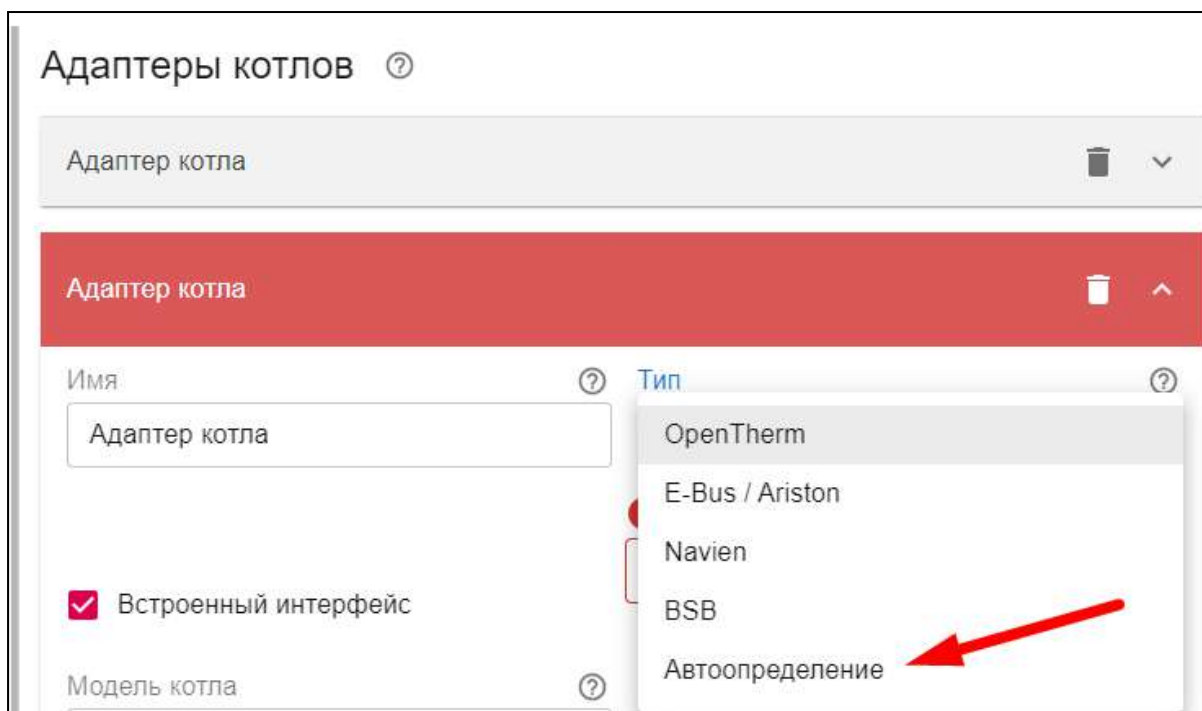 Адаптеры котлов
Адаптер котла
Адаптер котла
Имя
Тип
Адаптер котла
OpenTherm
E-Bus / Ariston
Navien
BSB
Автоопределение
Встроенный интерфейс
Модель котла